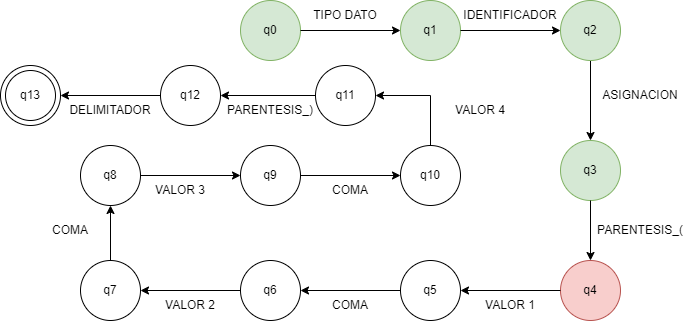 q0
TIPO DATO
q1
IDENTIFICADOR
q2
ASIGNACION
q3
PARENTESIS_(
q4
VALOR 1
q5
COMA
q6
VALOR 2
q7
COMA
q8
VALOR 3
q9
COMA
q10
VALOR 4
q11
PARENTESIS_)
q12
DELIMITADOR
q13